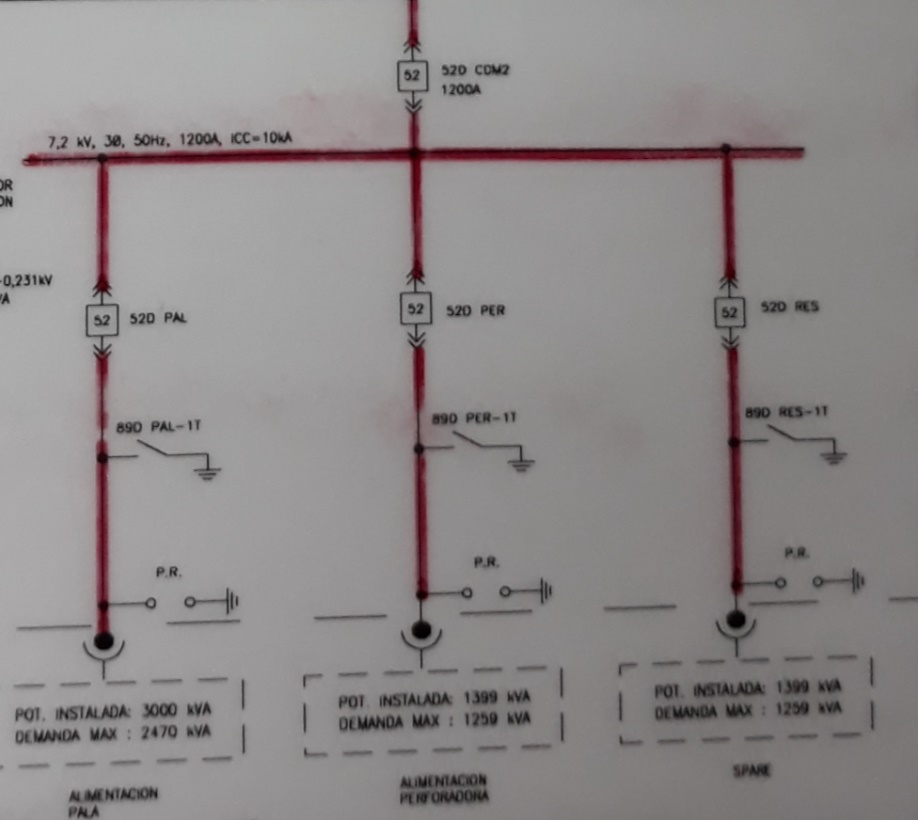 52
52D COM2
1200A
7,2 kV, 3Ø, 50Hz, 1200A, ICC=10kA
OR
ON
-0,231kV
VA
52
52D PAL
52
52D PER
52
52D RES
89D PAL-1T
89D PER-1T
89D RES-1T
P.R.
P.R.
P.R.
POT. INSTALADA: 3000 kVA
DEMANDA MAX : 2470 kVA
POT. INSTALADA: 1399 kVA
DEMANDA MAX : 1259 kVA
POT. INSTALADA: 1399 kVA
DEMANDA MAX : 1259 kVA
ALIMENTACION
PALA
ALIMENTACION
PERFORADORA
SPARE